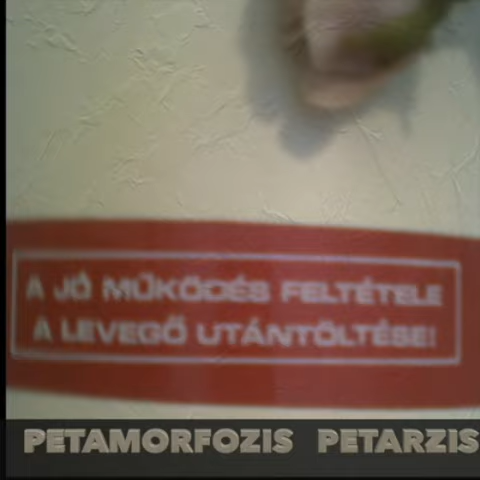 A JÓ MŰKÖDÉS FELTÉTELE
A LEVEGŐ UTÁNTÖLTÉSE!
PETAMORFOZIS PETARZIS